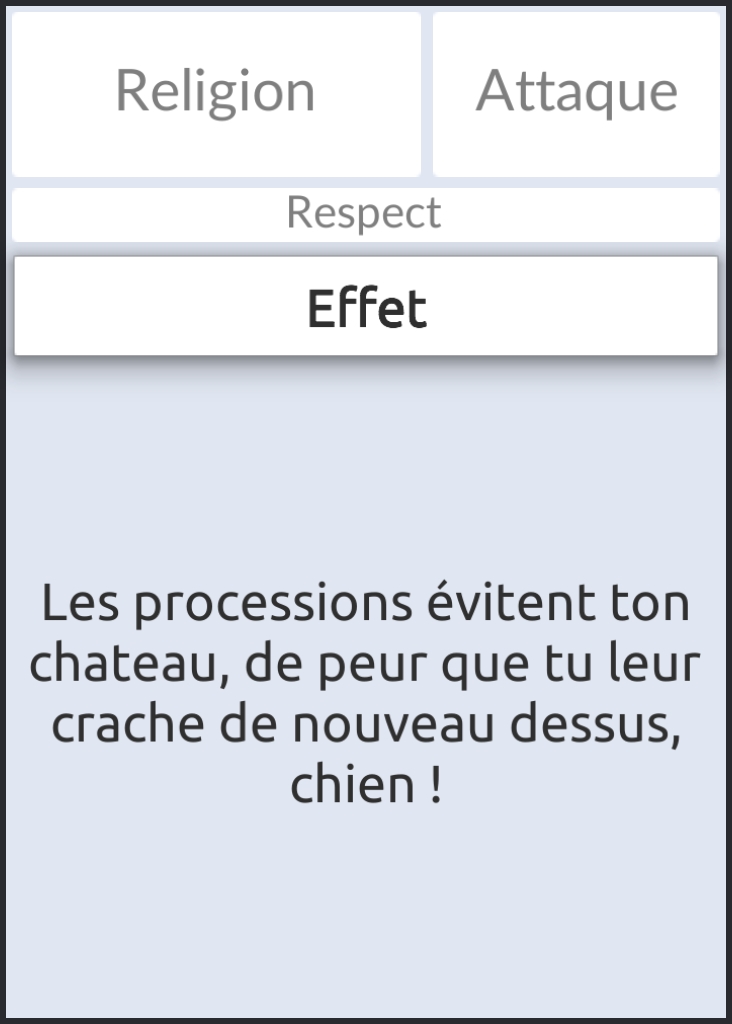 Religion
Attaque
Respect
Effet
Les processions évitent ton
chateau, de peur que tu leur
crache de nouveau dessus,
chien !